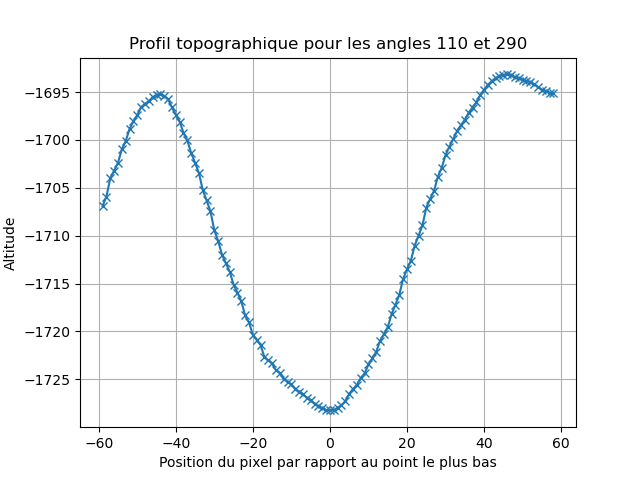 Profil topographique pour les angles 110 et 290
Altitude
−1695
−1700
−1705
−1710
−1715
−1720
−1725
−60 −40 −20 0 20 40 60
Position du pixel par rapport au point le plus bas